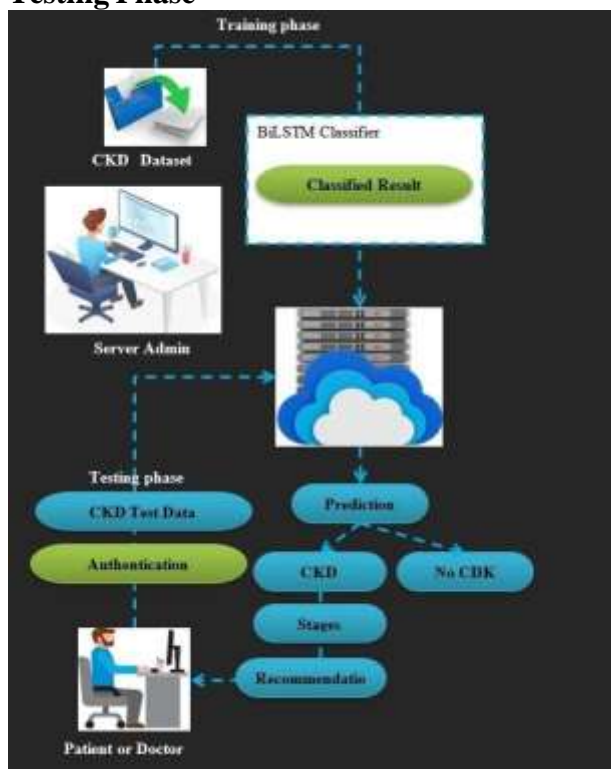 Testing Phase
Training phase
CKD Dataset
BiLSTM Classifier
Classified Result
Server Admin
Testing phase
CKD Test Data
Authentication
Prediction
CKD
No CDK
Stages
Recommendatio
Patient or Doctor